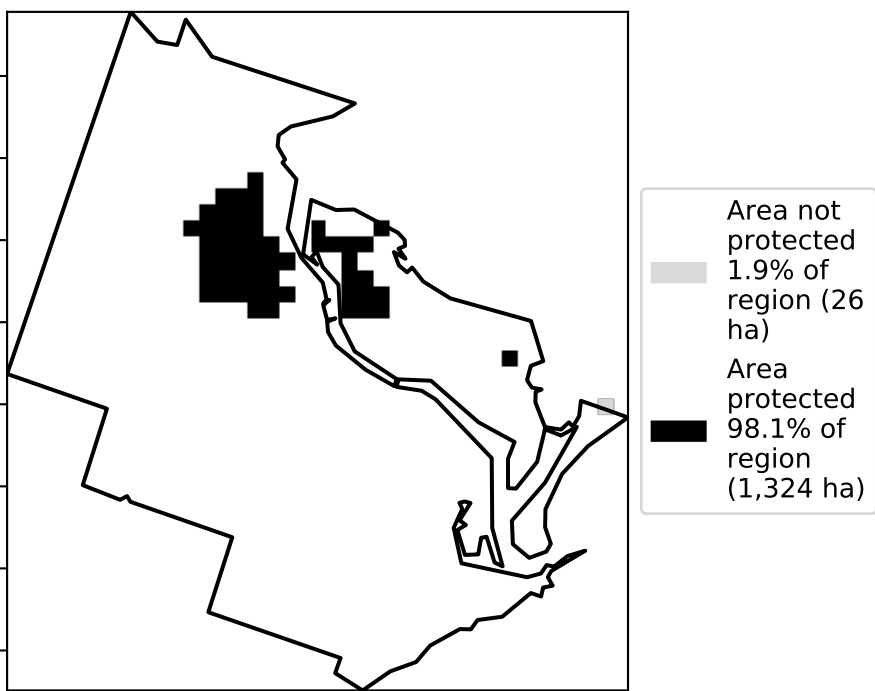 Area not
protected
1.9% of
region (26
ha)
Area
protected
98.1% of
region
(1,324 ha)